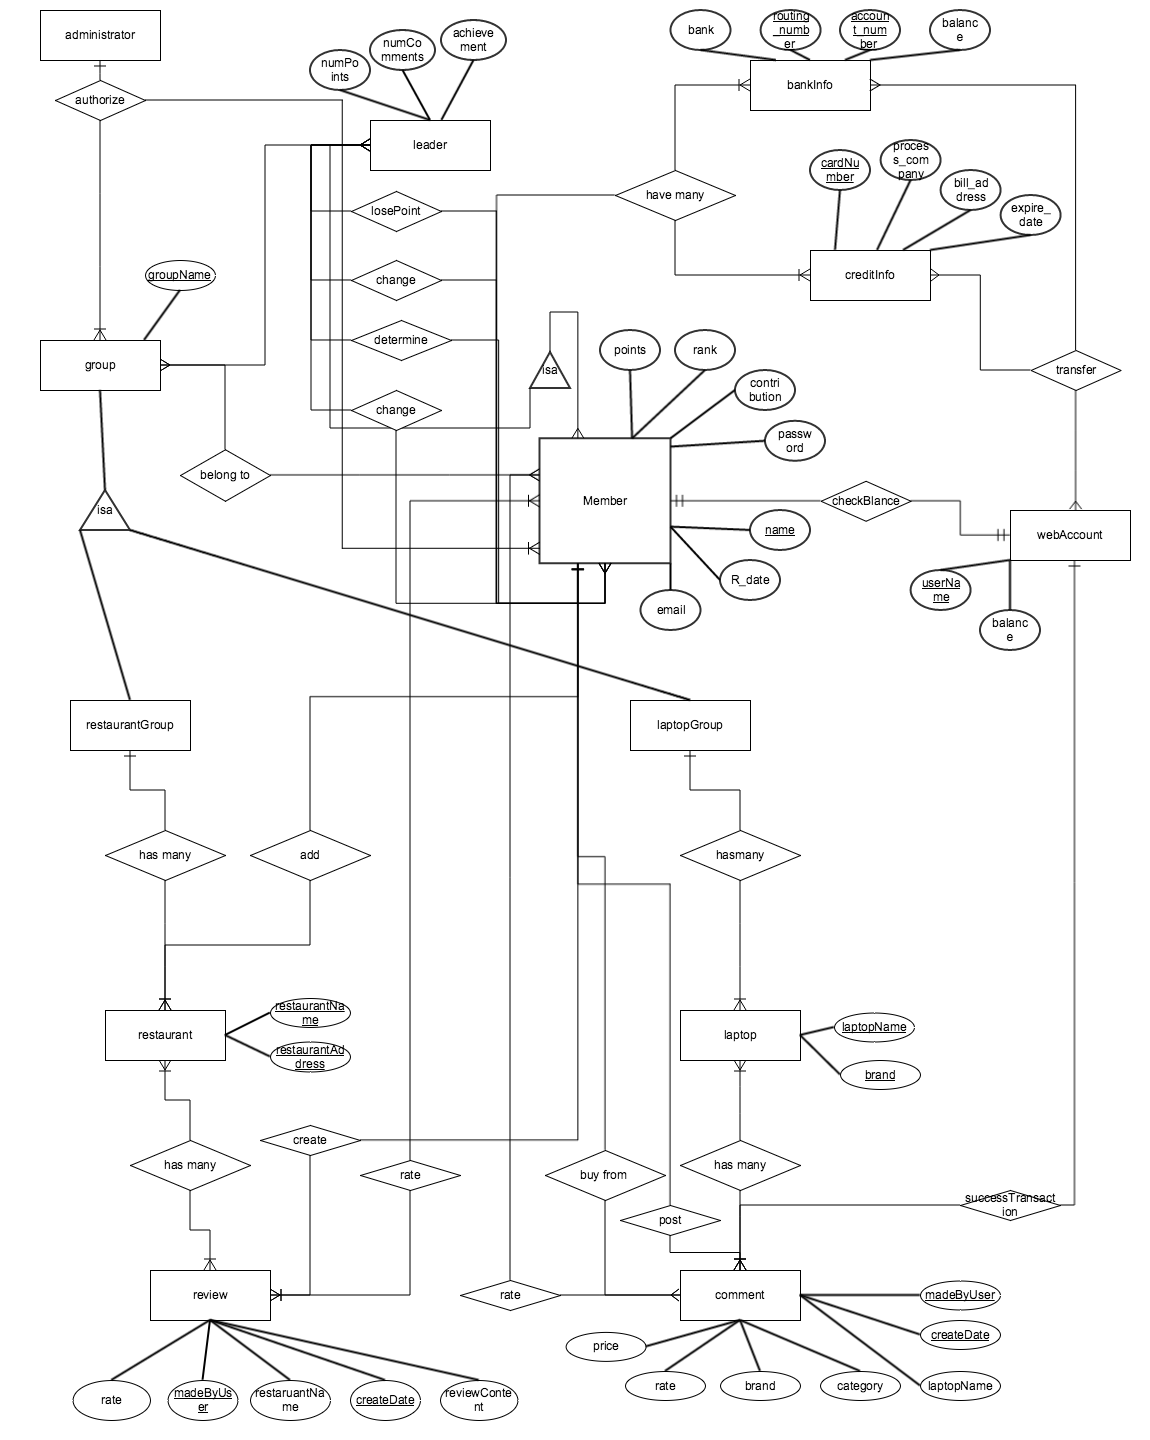 administrator
authorize
numPo
ints
numCo
mments
achieve
ment
leader
bank
routing
_numb
er
accoun
t_num
ber
balanc
e
bankInfo
have many
cardNu
mber
proces
s_com
pany
bill_ad
dress
expire_
date
creditInfo
transfer
losePoint
change
determine
change
groupName
group
belong to
isa
isa
points
rank
contri
bution
passw
ord
Member
name
R_date
email
checkBlance
webAccount
userNa
me
balanc
e
restaurantGroup
laptopGroup
has many
add
hasmany
restaurant
restaurantNa
me
restaurantAd
dress
laptop
laptopName
brand
has many
create
rate
buy from
has many
post
successTransact
ion
review
rate
comment
rate
madeByUs
er
restaruantNa
me
createDate
reviewConte
nt
price
rate
brand
category
madeByUser
createDate
laptopName